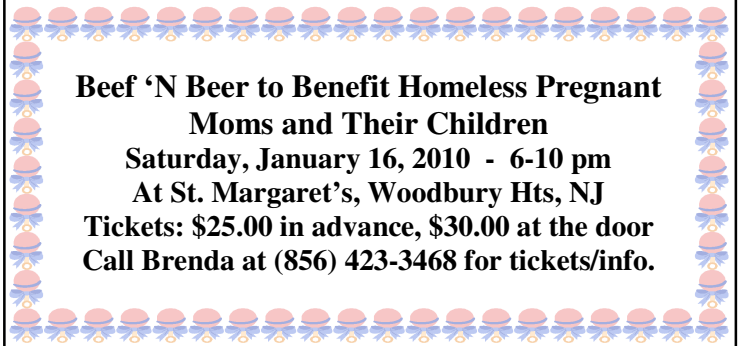 Beef ‘N Beer to Benefit Homeless Pregnant
Moms and Their Children
Saturday, January 16, 2010 - 6-10 pm
At St. Margaret’s, Woodbury Hts, NJ
Tickets: $25.00 in advance, $30.00 at the door
Call Brenda at (856) 423-3468 for tickets/info.